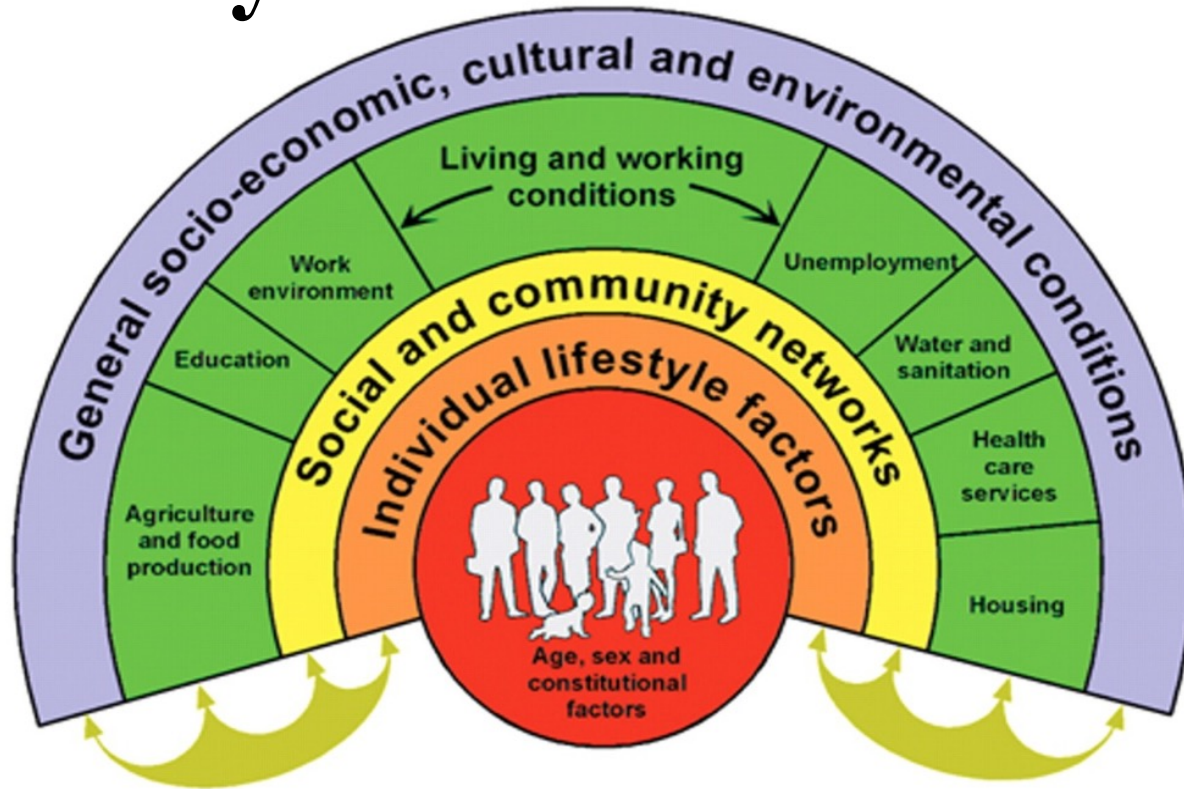 y
General socio-economic, cultural and environmental conditions
Living and working
conditions
Work
environment
Unemployment
Education
Water and
sanitation
Agriculture
and food
production
Health
care
services
Housing
Social and community networks
Individual lifestyle factors
Age, sex and
constitutional
factors